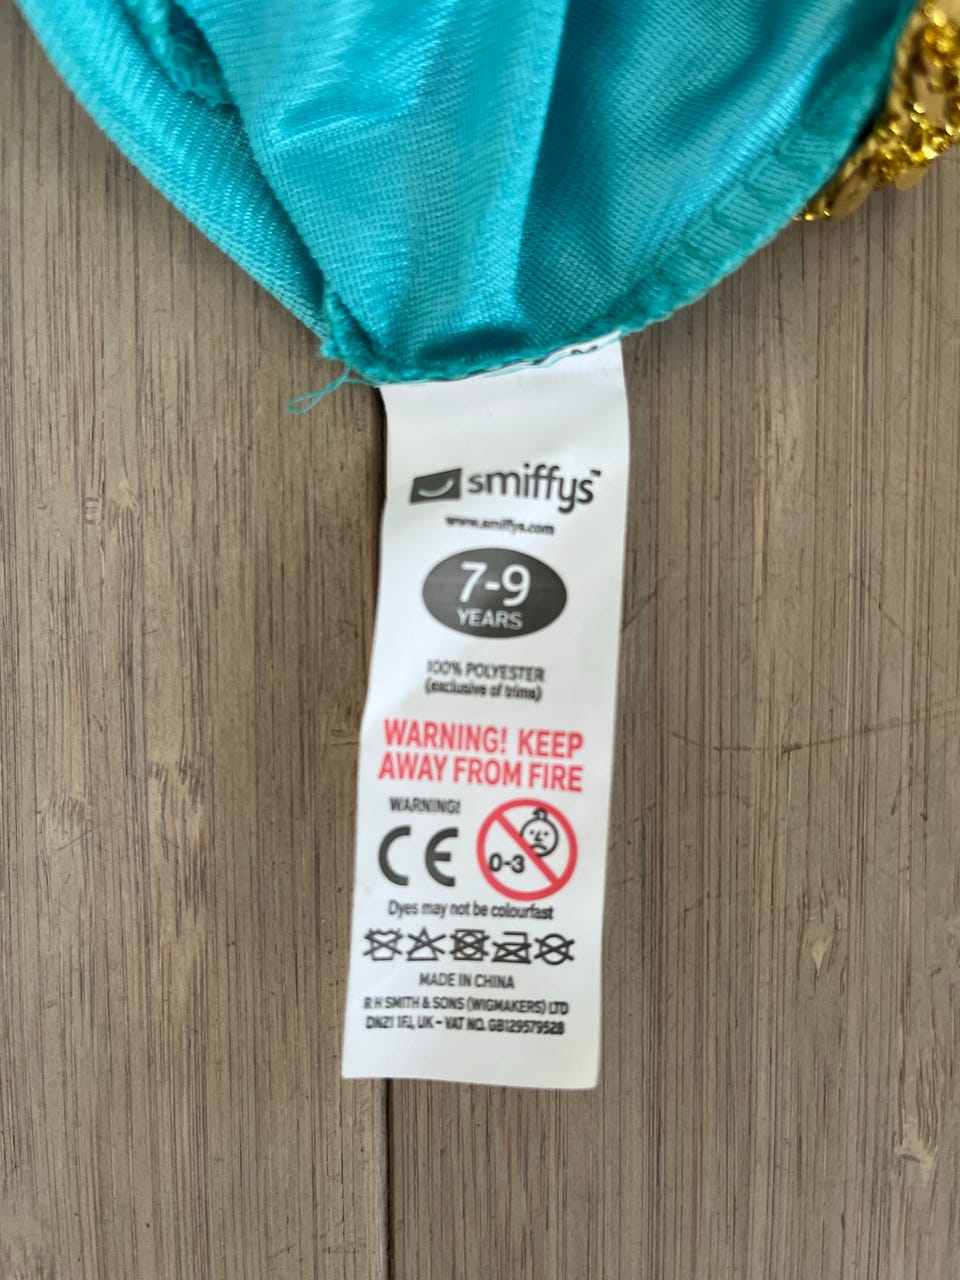 smiffys™
www.smiffys.com
7-9
YEARS
100% POLYESTER
(exclusive of trims)
WARNING! KEEP
AWAY FROM FIRE
WARNING!
CE
0-3
Dyes may not be colourfast
MADE IN CHINA
R H SMITH & SONS (WIGMAKERS) LTD
DN21 1FJ, UK - VAT NO. GB129579528